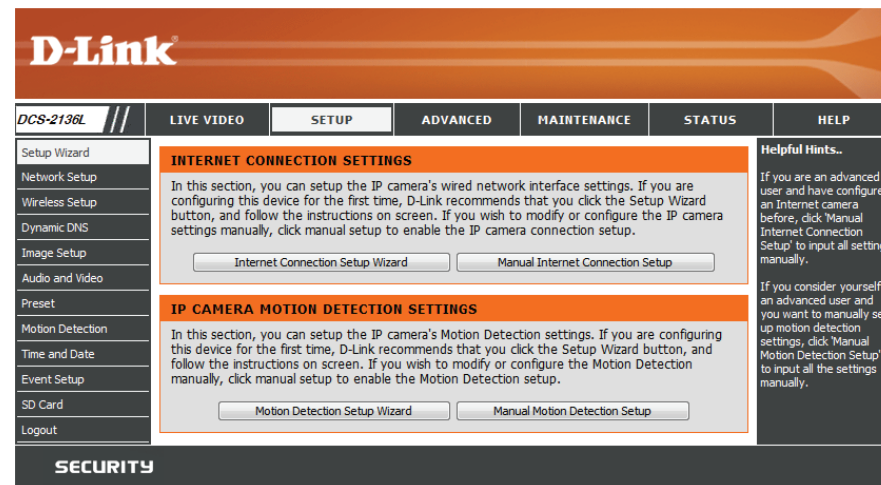 D-Link®
DCS-2136L
LIVE VIDEO
SETUP
ADVANCED
MAINTENANCE
STATUS
HELP
Setup Wizard
Network Setup
Wireless Setup
Dynamic DNS
Image Setup
Audio and Video
Preset
Motion Detection
Time and Date
Event Setup
SD Card
Logout
INTERNET CONNECTION SETTINGS
In this section, you can setup the IP camera's wired network interface settings. If you are
configuring this device for the first time, D-Link recommends that you click the Setup Wizard
button, and follow the instructions on screen. If you wish to modify or configure the IP camera
settings manually, click manual setup to enable the IP camera connection setup.
Internet Connection Setup Wizard
Manual Internet Connection Setup
IP CAMERA MOTION DETECTION SETTINGS
In this section, you can setup the IP camera's Motion Detection settings. If you are configuring
this device for the first time, D-Link recommends that you click the Setup Wizard button, and
follow the instructions on screen. If you wish to modify or configure the Motion Detection
manually, click manual setup to enable the Motion Detection setup.
Motion Detection Setup Wizard
Manual Motion Detection Setup
Helpful Hints..
If you are an advanced
user and have configure
an Internet camera
before, click 'Manual
Internet Connection
Setup' to input all setting
manually.
If you consider yourself
an advanced user and
you want to manually se
up motion detection
settings, click 'Manual
Motion Detection Setup'
to input all the settings
manually.
SECURITY